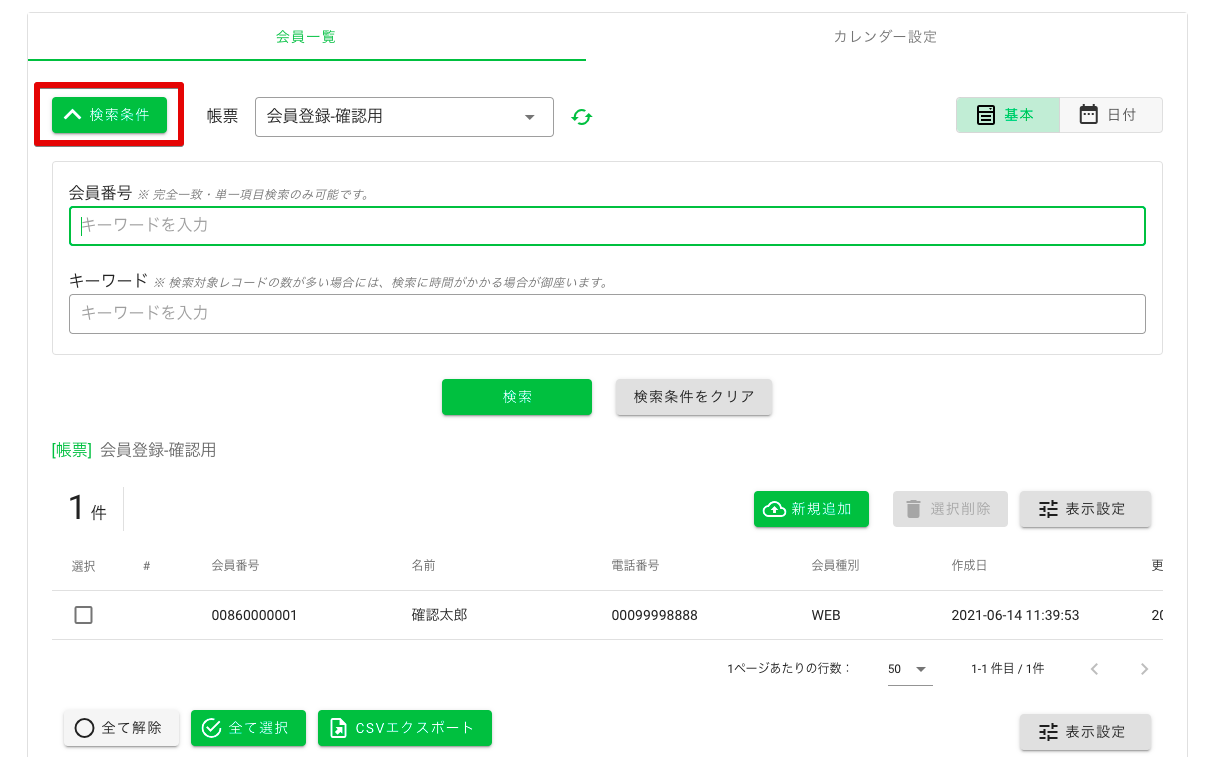 会員一覧 カレンダー設定
検索条件 帳票 会員登録-確認用 基本 日付
会員番号 ※ 完全一致・単一項目検索のみ可能です。
キーワードを入力
キーワード ※ 検索対象レコードの数が多い場合には、検索に時間がかかる場合が御座います。
キーワードを入力
検索 検索条件をクリア
[帳票] 会員登録-確認用
1 件 新規追加 選択削除 表示設定
選択 # 会員番号 名前 電話番号 会員種別 作成日 更
00860000001 確認太郎 00099998888 WEB 2021-06-14 11:39:53 20
1ページあたりの行数： 50 1-1 件目 / 1件
全て解除 全て選択 CSVエクスポート 表示設定